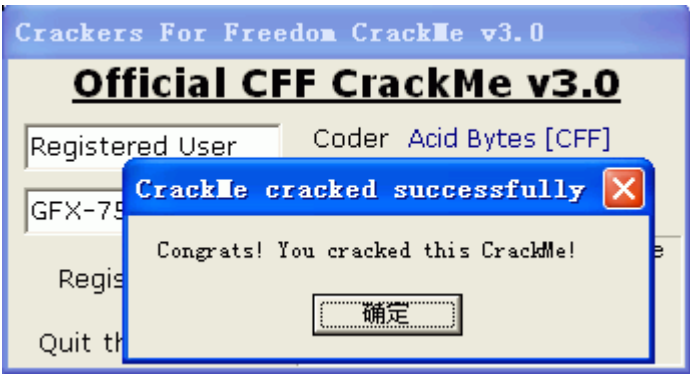 Crackers For Freedom CrackMe v3.0
Official CFF CrackMe v3.0
Registered User
Coder Acid Bytes [CFF]
GFX-75
CrackMe cracked successfully
Congrats! You cracked this CrackMe!
确定
Regis
Quit th
e